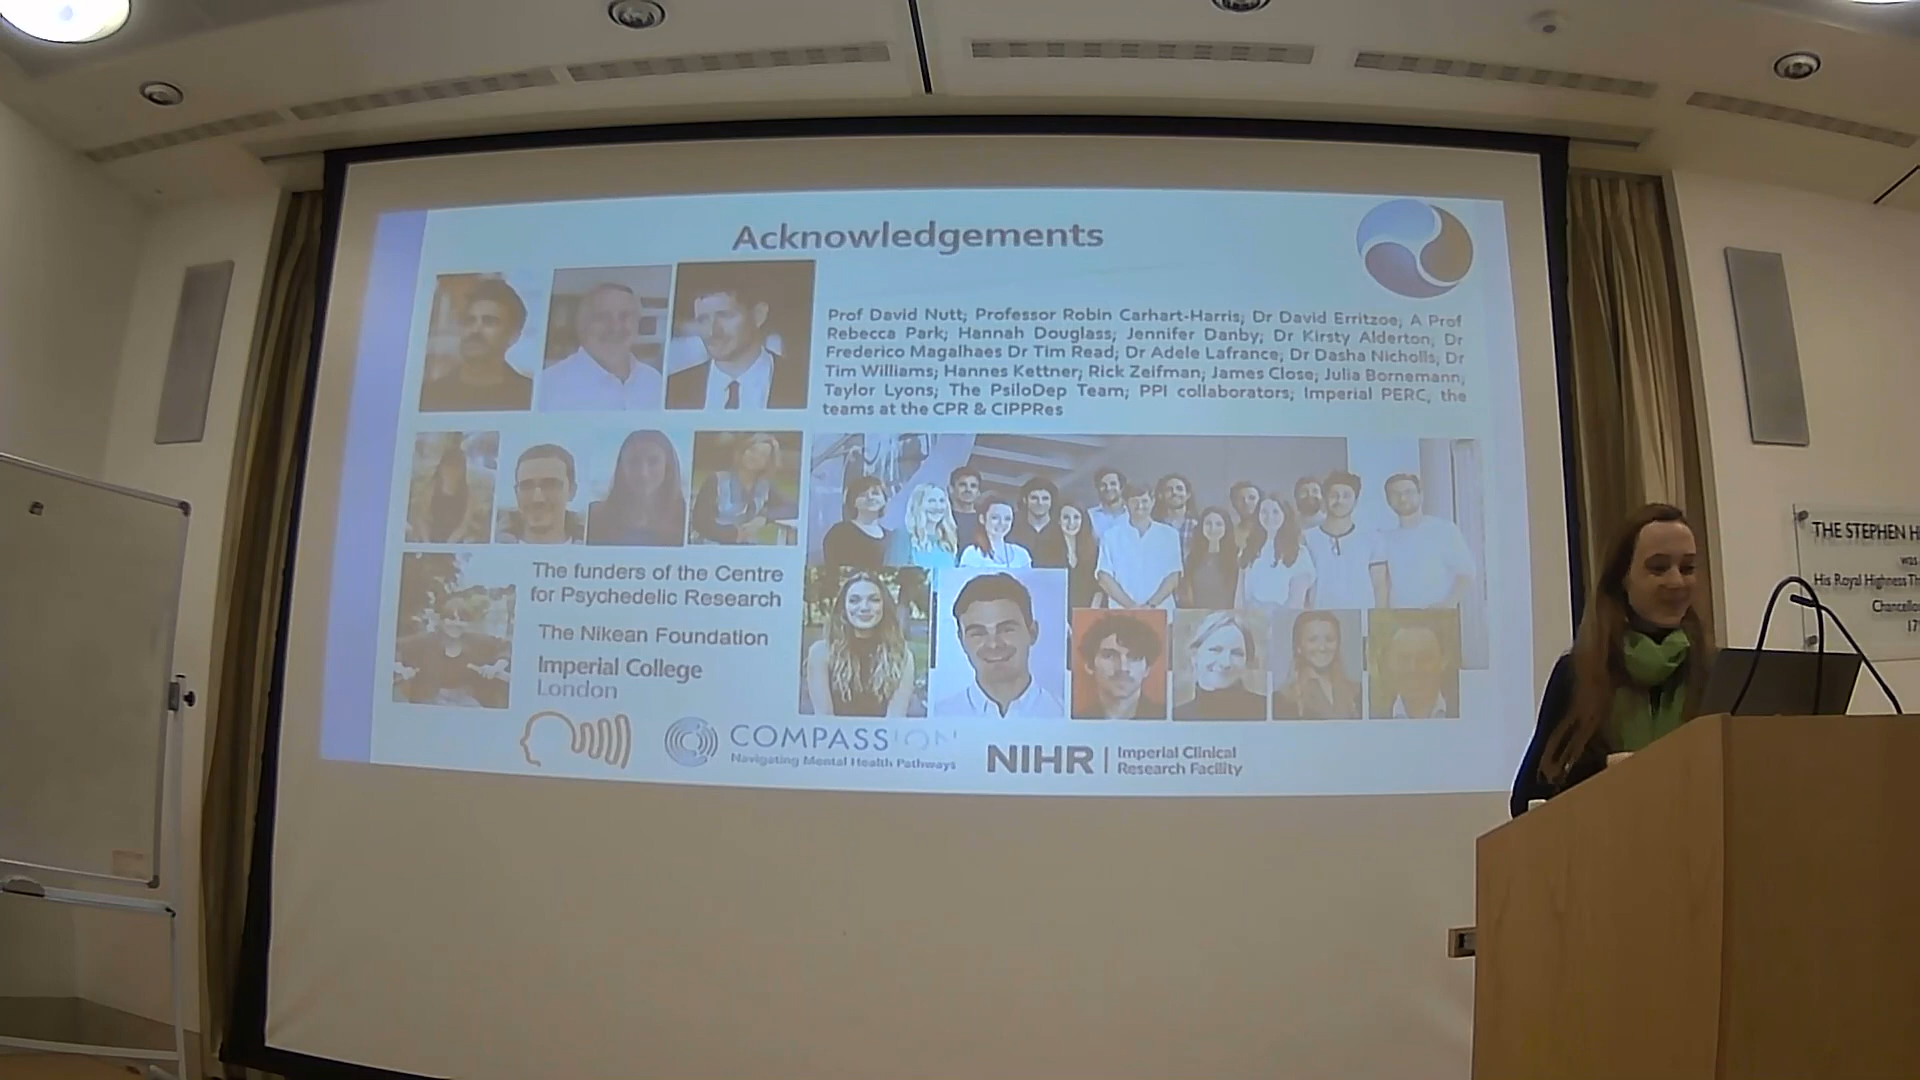 Acknowledgements
Prof David Nutt; Professor Robin Carhart-Harris; Dr David Erritzoe; A Prof
Rebecca Park; Hannah Douglass; Jennifer Danby; Dr Kirsty Alderton; Dr
Frederico Magalhaes Dr Tim Read; Dr Adele Lafrance, Dr Dasha Nicholls, Dr
Tim Williams; Hannes Kettner; Rick Zeifman; James Close; Julia Bornemann,
Taylor Lyons; The PsiloDep Team; PPI collaborators; Imperial PERC, the
teams at the CPR & CIPPRes
The funders of the Centre
for Psychedelic Research
The Nikean Foundation
Imperial College
London
COMPASSION
Navigating Mental Health Pathways
NIHR | Imperial Clinical
Research Facility
THE STEPHEN H
was
His Royal Highness Th
Chancello
17